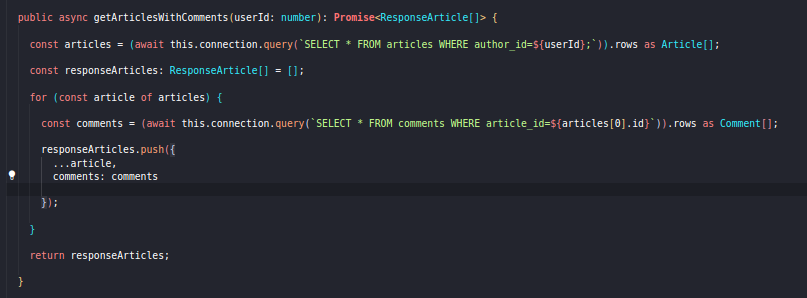 public async getArticlesWithComments(userId: number): Promise<ResponseArticle[]> {
const articles = (await this.connection.query(`SELECT * FROM articles WHERE author_id=${userId};`)).rows as Article[];
const responseArticles: ResponseArticle[] = [];
for (const article of articles) {
const comments = (await this.connection.query(`SELECT * FROM comments WHERE article_id=${articles[0].id}`)).rows as Comment[];
responseArticles.push({
...article,
comments: comments
});
}
return responseArticles;
}